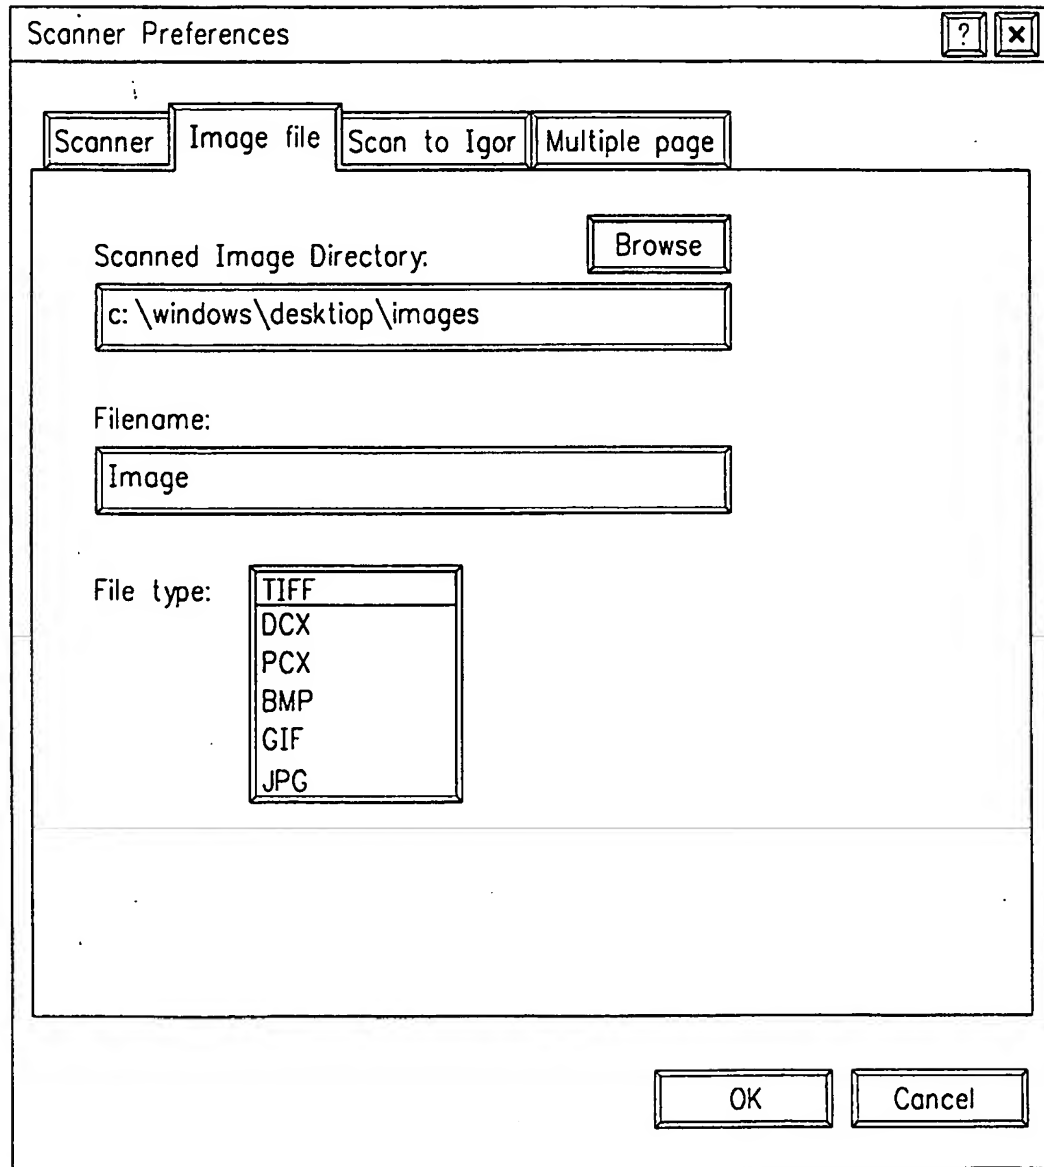 Scanner Preferences ? ×
Scanner Image file Scan to Igor Multiple page
Browse
Scanned Image Directory:
c: \windows\desktiop\images
Filename:
Image
File type: TIFF
DCX
PCX
BMP
GIF
JPG
OK Cancel